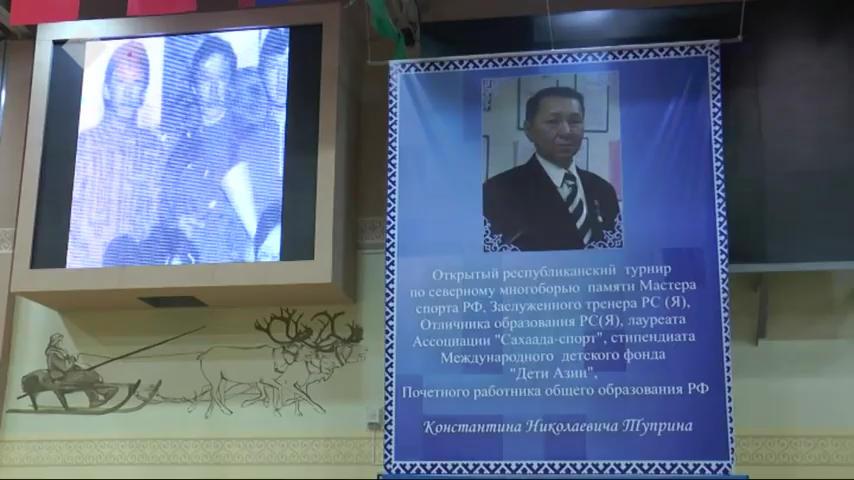 Открытый республиканский турнир
по северному многоборью памяти Мастера
спорта РФ, Заслуженного тренера РС (Я),
Отличника образования РС(Я), лауреата
Ассоциации "Сахаада-спорт", стипендиата
Международного детского фонда
"Дети Азии",
Почетного работника общего образования РФ
Константина Николаевича Туприна